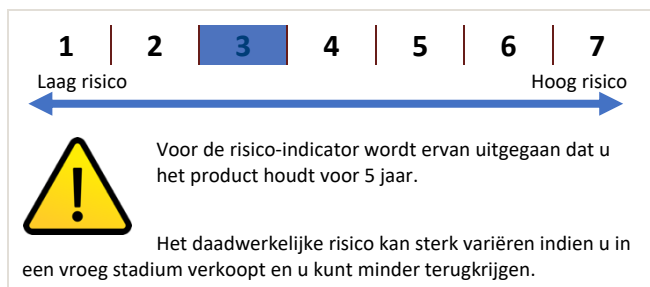 1 2 3 4 5 6 7
Laag risico Hoog risico
Voor de risico-indicator wordt ervan uitgegaan dat u
het product houdt voor 5 jaar.
Het daadwerkelijke risico kan sterk variëren indien u in
een vroeg stadium verkoopt en u kunt minder terugkrijgen.